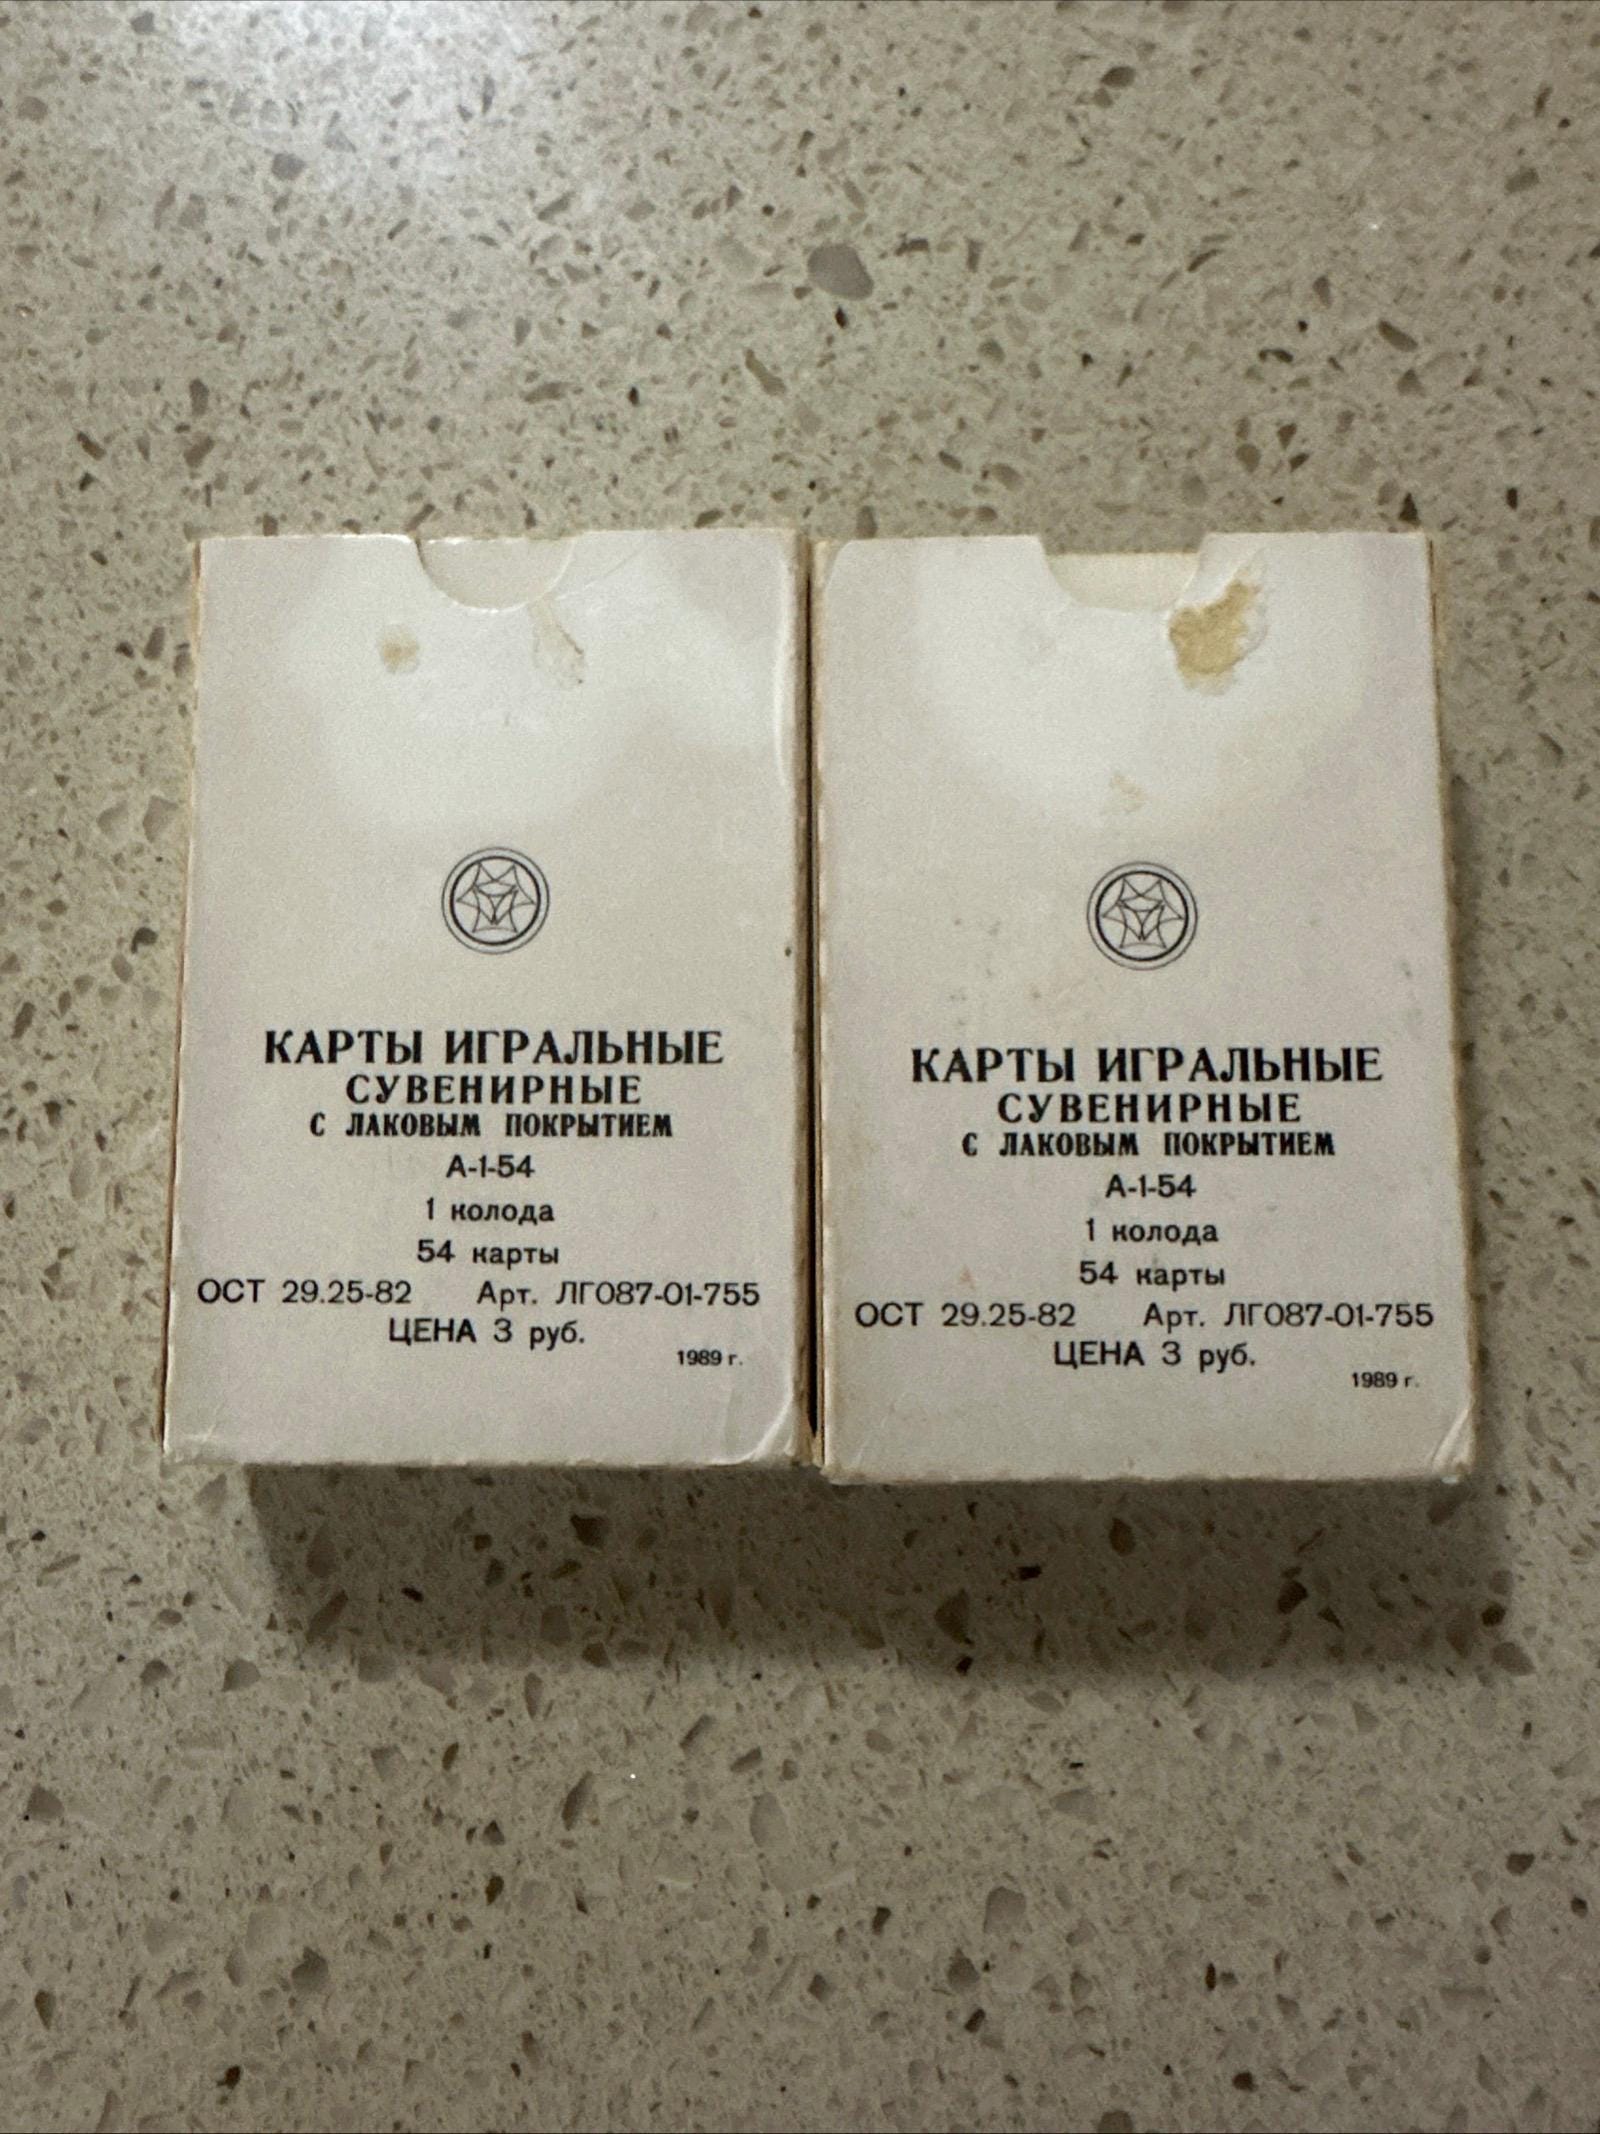 КАРТЫ ИГРАЛЬНЫЕ
СУВЕНИРНЫЕ
С ЛАКОВЫМ ПОКРЫТИЕМ
А-1-54
1 колода
54 карты
ОСТ 29.25-82 Арт. ЛГО87-01-755
ЦЕНА 3 руб.
1989 г.
КАРТЫ ИГРАЛЬНЫЕ
СУВЕНИРНЫЕ
С ЛАКОВЫМ ПОКРЫТИЕМ
А-1-54
1 колода
54 карты
ОСТ 29.25-82 Арт. ЛГО87-01-755
ЦЕНА 3 руб.
1989 г.